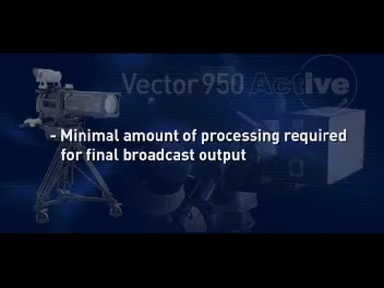 Vector 950 Active
- Minimal amount of processing required
for final broadcast output